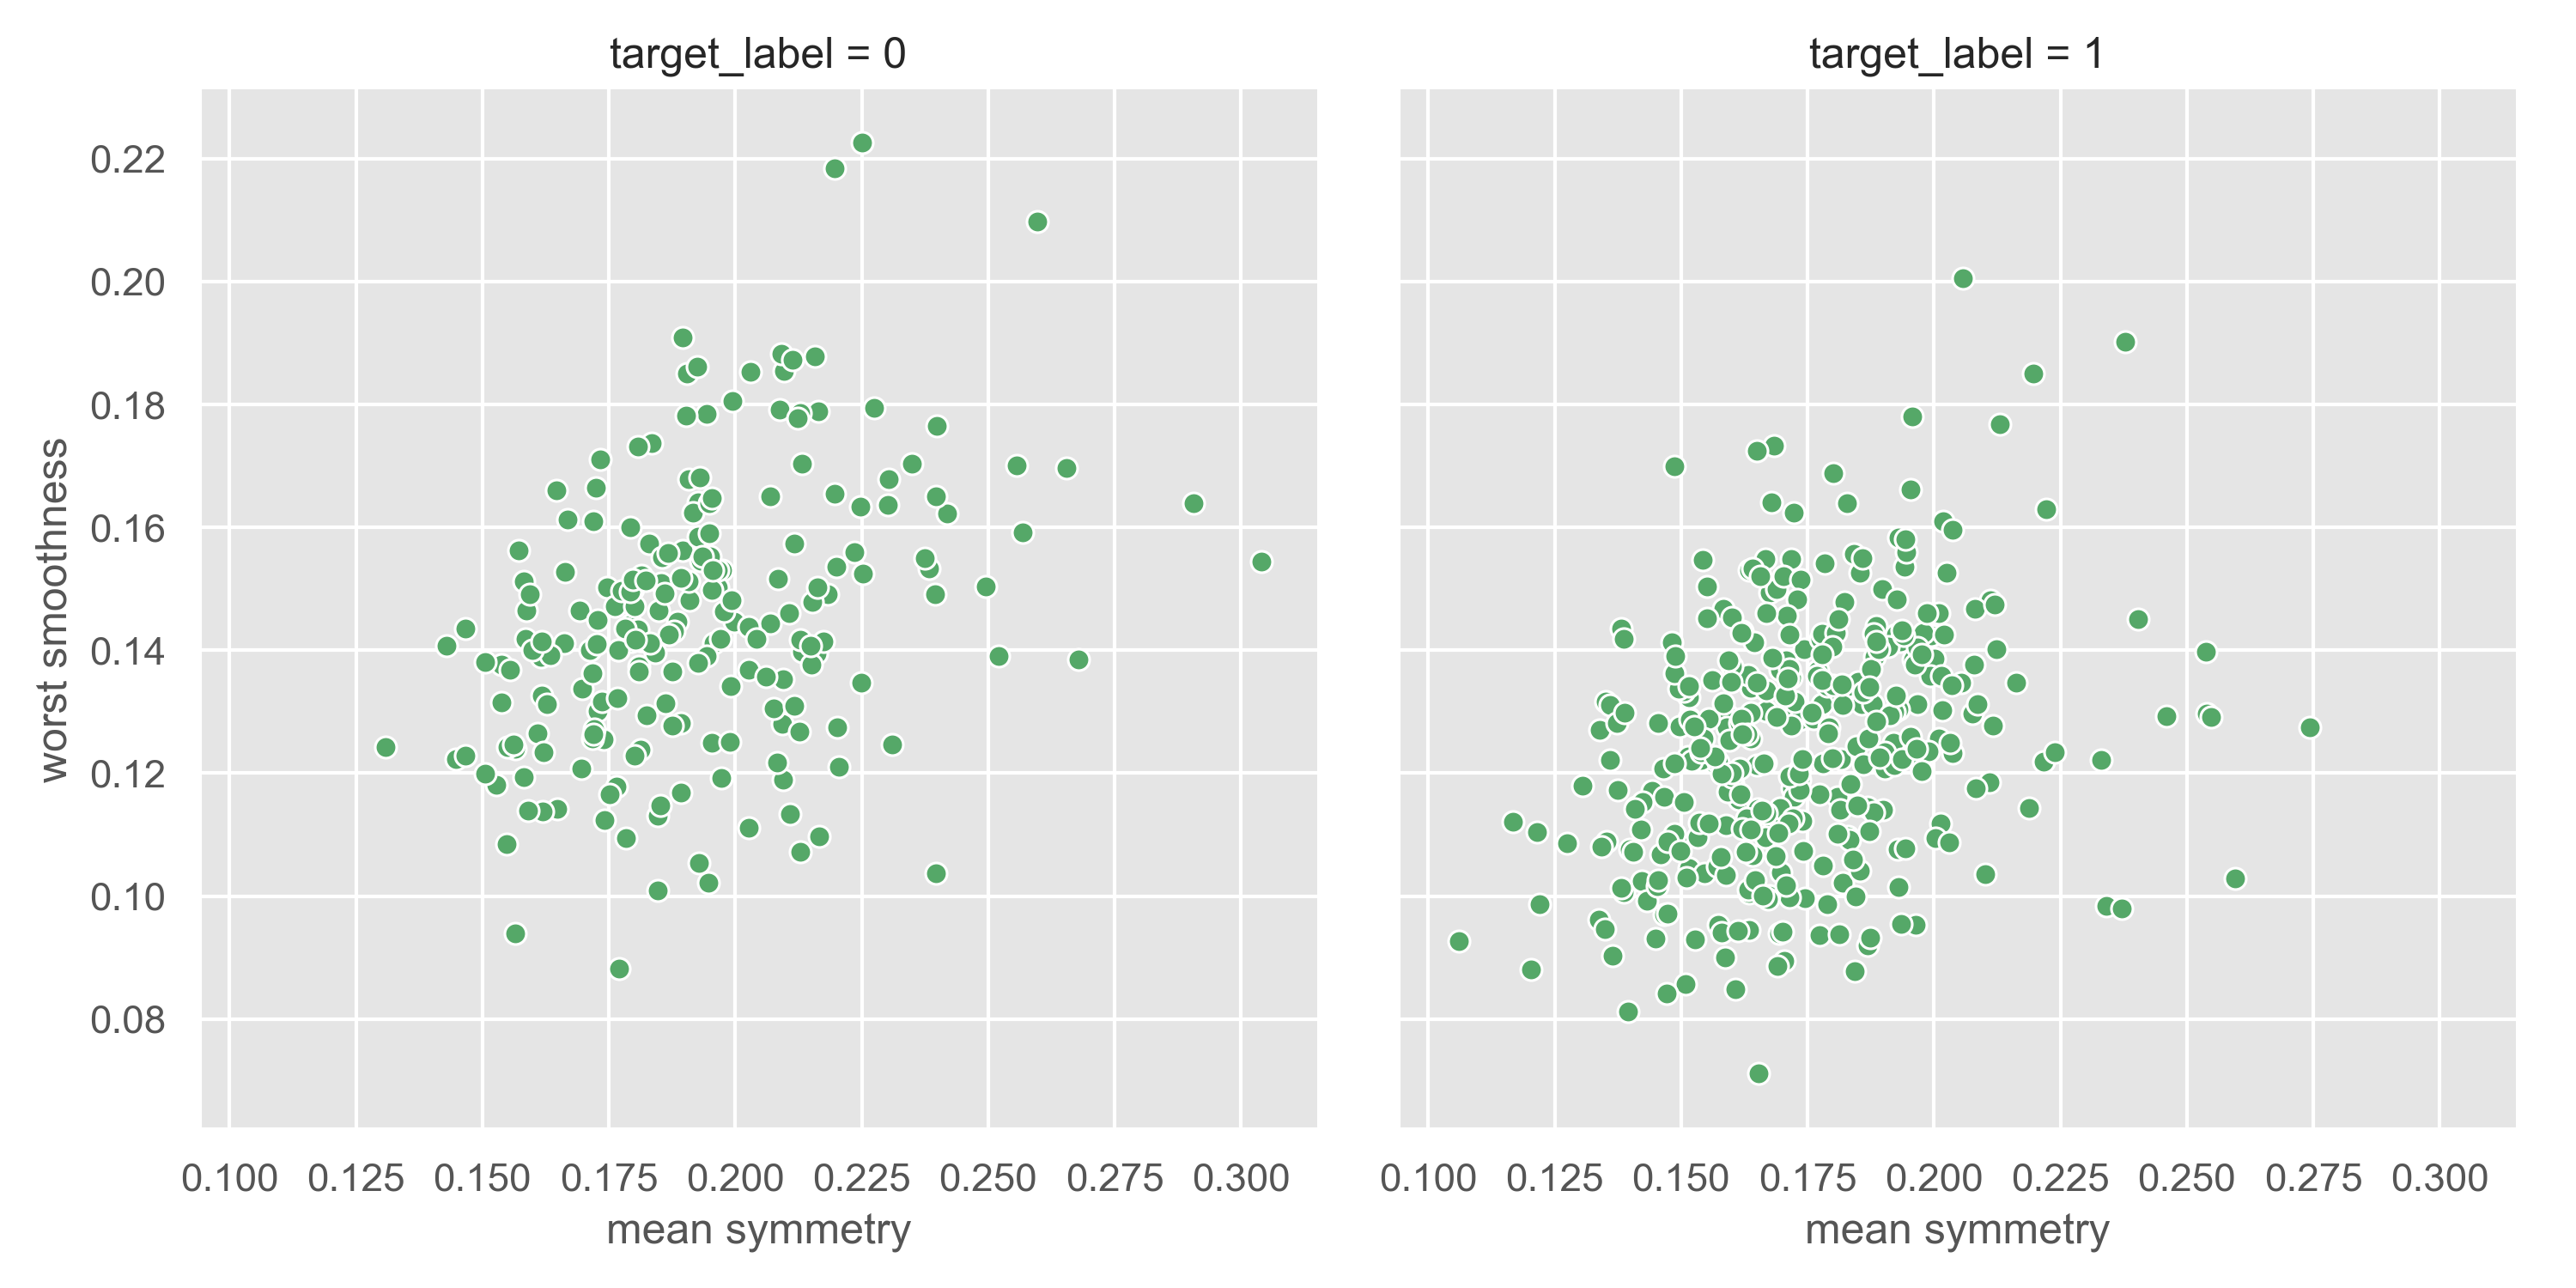 target_label = 0
target_label = 1
worst smoothness
0.22
0.20
0.18
0.16
0.14
0.12
0.10
0.08
0.100 0.125 0.150 0.175 0.200 0.225 0.250 0.275 0.300
0.100 0.125 0.150 0.175 0.200 0.225 0.250 0.275 0.300
mean symmetry
mean symmetry